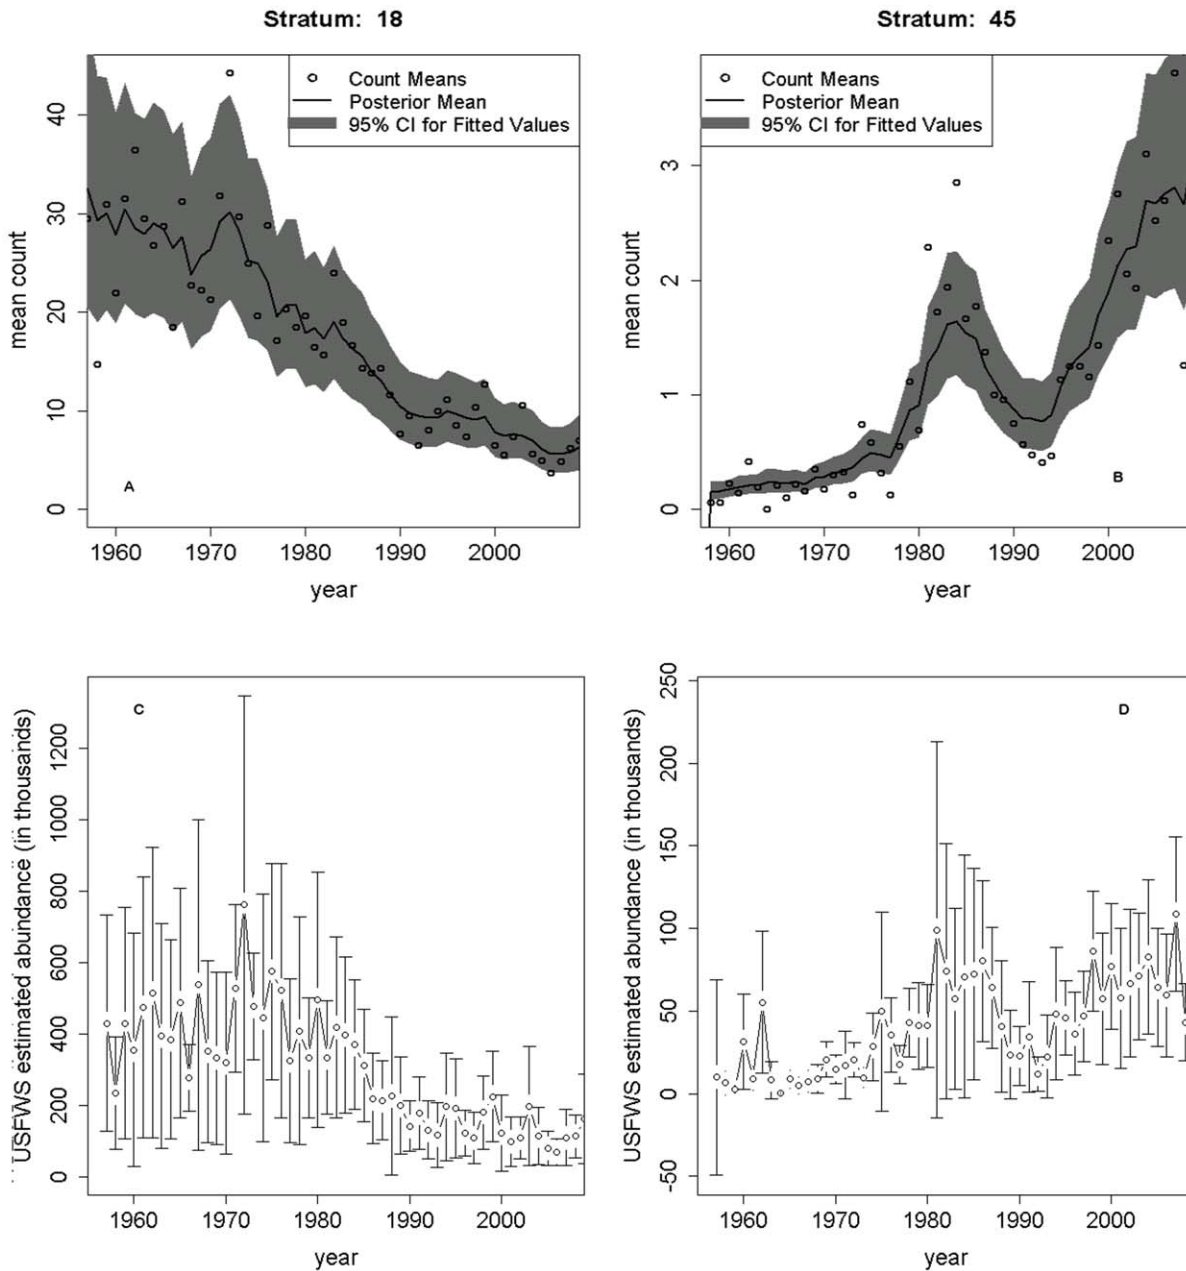 Stratum: 18
Count Means
Posterior Mean
95% CI for Fitted Values
mean count
40
30
20
10
0
A
1960 1970 1980 1990 2000
year
Stratum: 45
Count Means
Posterior Mean
95% CI for Fitted Values
mean count
3
2
1
0
B
1960 1970 1980 1990 2000
year
C
USFWS estimated abundance (in thousands)
1200
1000
800
600
400
200
0
1960 1970 1980 1990 2000
year
D
USFWS estimated abundance (in thousands)
250
200
150
100
50
0
−50
1960 1970 1980 1990 2000
year